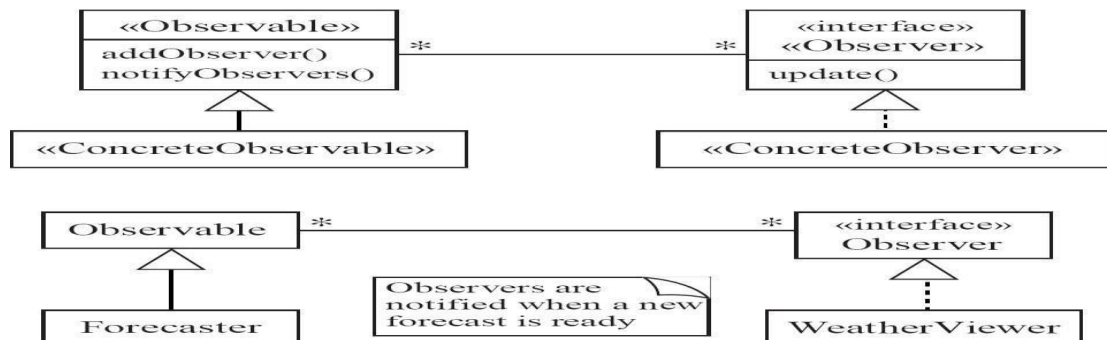 «Observable»
addObserver()
notifyObservers()
*
*
«interface»
«Observer»
update()
«ConcreteObservable»
«ConcreteObserver»
Observable
*
*
«interface»
Observer
Observers are
notified when a new
forecast is ready
Forecaster
WeatherViewer